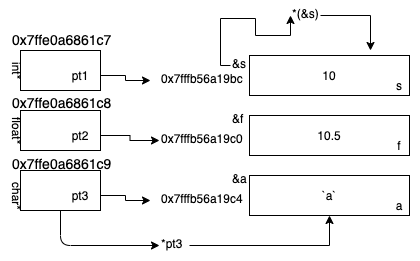 *(&s)
0x7ffe0a6861c7
int*
pt1
&s
0x7fffb56a19bc
10
s
0x7ffe0a6861c8
float*
pt2
&f
0x7fffb56a19c0
10.5
f
0x7ffe0a6861c9
char*
pt3
&a
0x7fffb56a19c4
`a`
a
*pt3